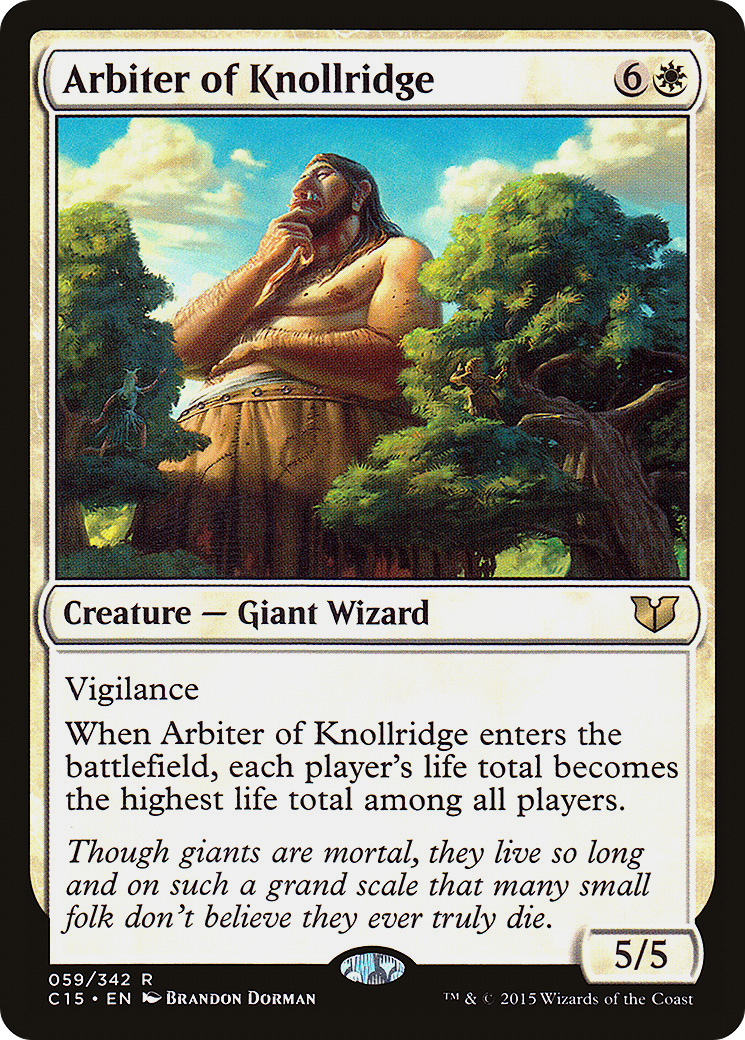 Arbiter of Knollridge 6
Creature — Giant Wizard
Vigilance
When Arbiter of Knollridge enters the
battlefield, each player's life total becomes
the highest life total among all players.
Though giants are mortal, they live so long
and on such a grand scale that many small
folk don't believe they ever truly die.
5/5
059/342 R
C15 • EN Brandon Dorman
™ & © 2015 Wizards of the Coast